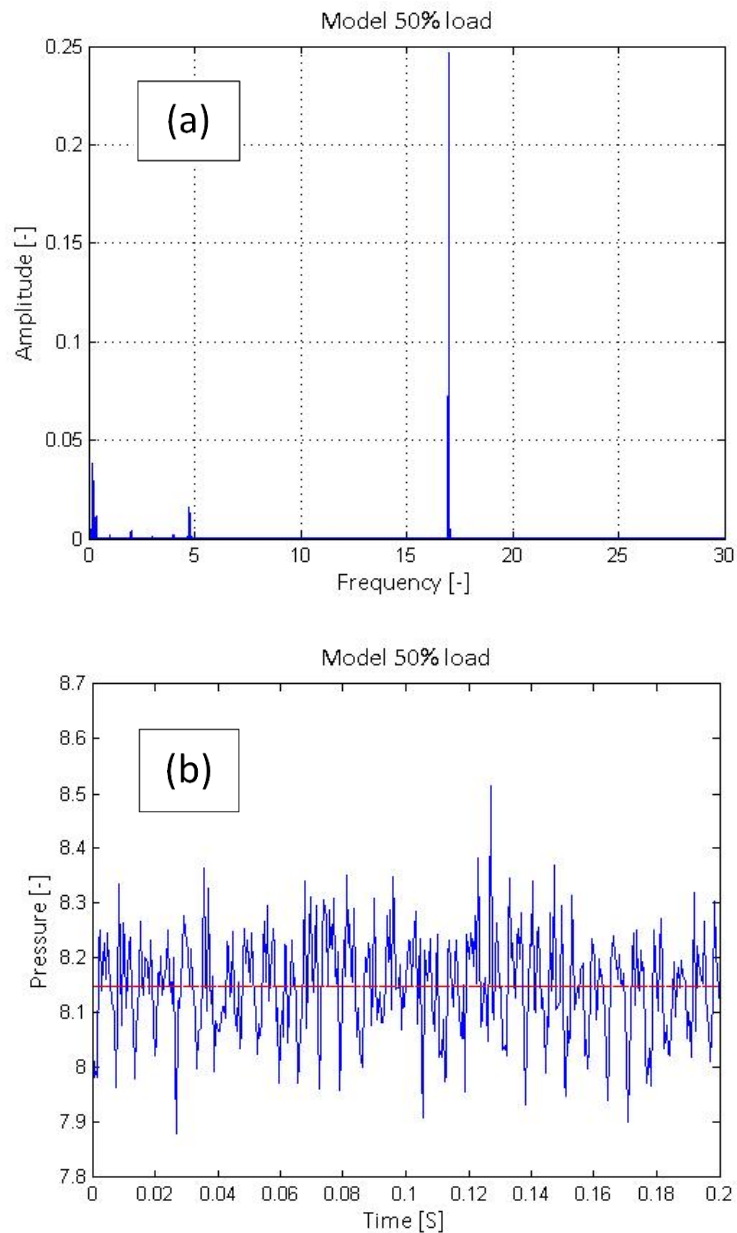 Model 50% load
0.25
(a)
0.2
0.15
Amplitude [-]
0.1
0.05
0
0 5 10 15 20 25 30
Frequency [-]
Model 50% load
8.7
8.6
(b)
8.5
8.4
8.3
8.2
Pressure [-]
8.1
8
7.9
7.8
0 0.02 0.04 0.06 0.08 0.1 0.12 0.14 0.16 0.18 0.2
Time [S]